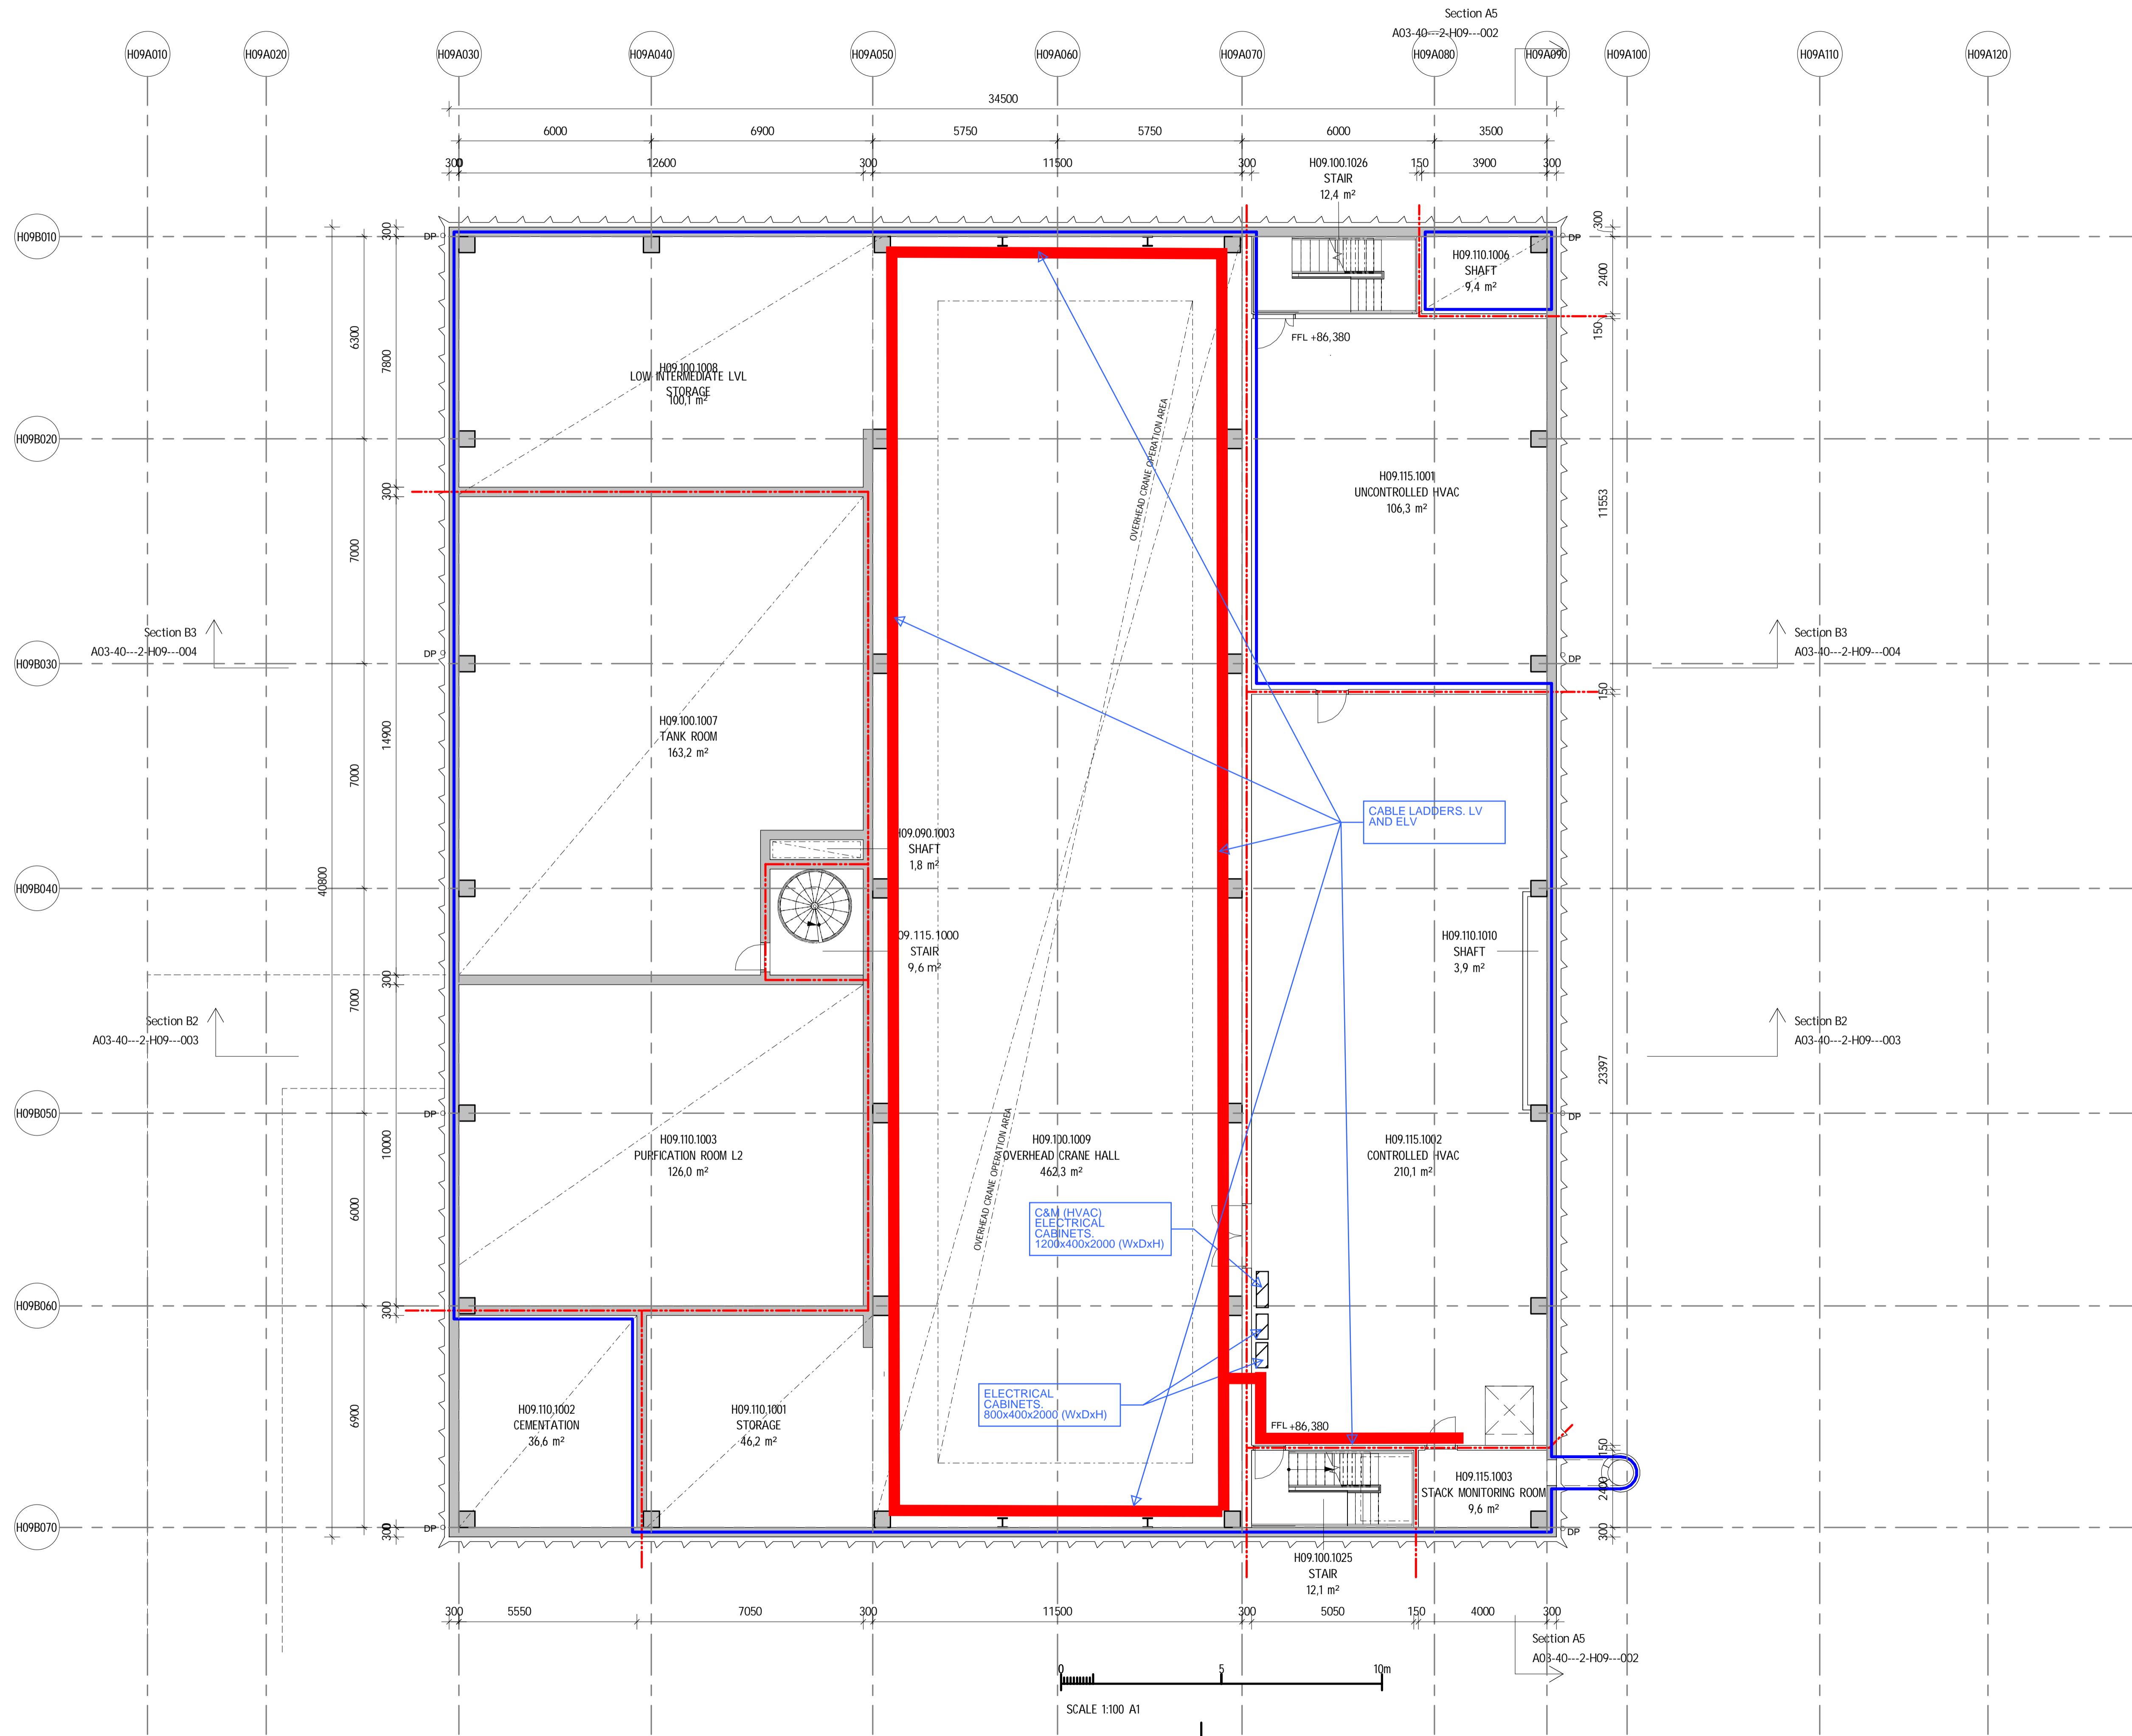 Section A5
A03-40---2-H09---002
H09A010
H09A020
H09A030
H09A040
H09A050
H09A060
H09A070
H09A080
H09A090
H09A100
H09A110
H09A120
34500
6000
6900
5750
5750
6000
3500
300
0
12600
300
11500
300
150
3900
300
H09.100.1026
STAIR
12,4 m²
H09B010
DP
300
DP
300
2400
150
H09.110.1006
SHAFT
9,4 m²
FFL +86,380
6300
7800
H09.100.1008
LOW INTERMEDIATE LVL
STORAGE
100,1 m²
OVERHEAD CRANE OPERATION AREA
H09B020
300
H09.115.1001
UNCONTROLLED HVAC
106,3 m²
11553
7000
Section B3
A03-40---2-H09---004
H09B030
DP
DP
Section B3
A03-40---2-H09---004
150
14900
H09.100.1007
TANK ROOM
163,2 m²
7000
CABLE LADDERS. LV
AND ELV
H09.090.1003
SHAFT
1,8 m²
40800
H09B040
09.115.1000
STAIR
9,6 m²
H09.110.1010
SHAFT
3,9 m²
300
7000
Section B2
A03-40---2-H09---003
Section B2
A03-40---2-H09---003
23397
H09B050
DP
DP
10000
H09.110.1003
PURFICATION ROOM L2
126,0 m²
OVERHEAD CRANE OPERATION AREA
H09.100.1009
OVERHEAD CRANE HALL
462,3 m²
H09.115.1002
CONTROLLED HVAC
210,1 m²
6000
C&M (HVAC)
ELECTRICAL
CABINETS.
1200x400x2000 (WxDxH)
H09B060
300
6900
ELECTRICAL
CABINETS.
800x400x2000 (WxDxH)
H09.110.1002
CEMENTATION
36,6 m²
H09.110.1001
STORAGE
46,2 m²
FFL +86,380
150
2400
H09.115.1003
STACK MONITORING ROOM
9,6 m²
H09B070
DP
300
DP
300
H09.100.1025
STAIR
12,1 m²
300
5550
7050
300
11500
300
5050
150
4000
300
Section A5
A03-40---2-H09---002
0
5
10m
SCALE 1:100 A1